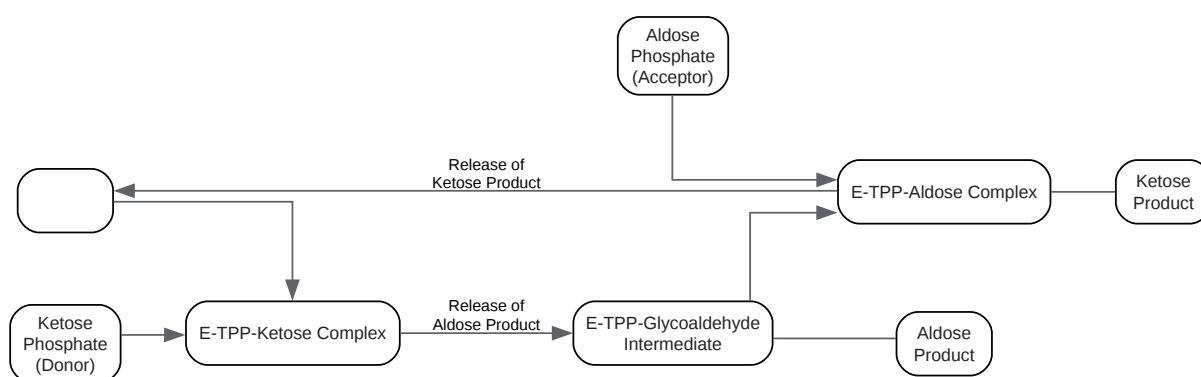 Aldose
Phosphate
(Acceptor)
Release of
Ketose Product
E-TPP-Aldose Complex
Ketose
Product
Ketose
Phosphate
(Donor)
E-TPP-Ketose Complex
Release of
Aldose Product
E-TPP-Glycoaldehyde
Intermediate
Aldose
Product